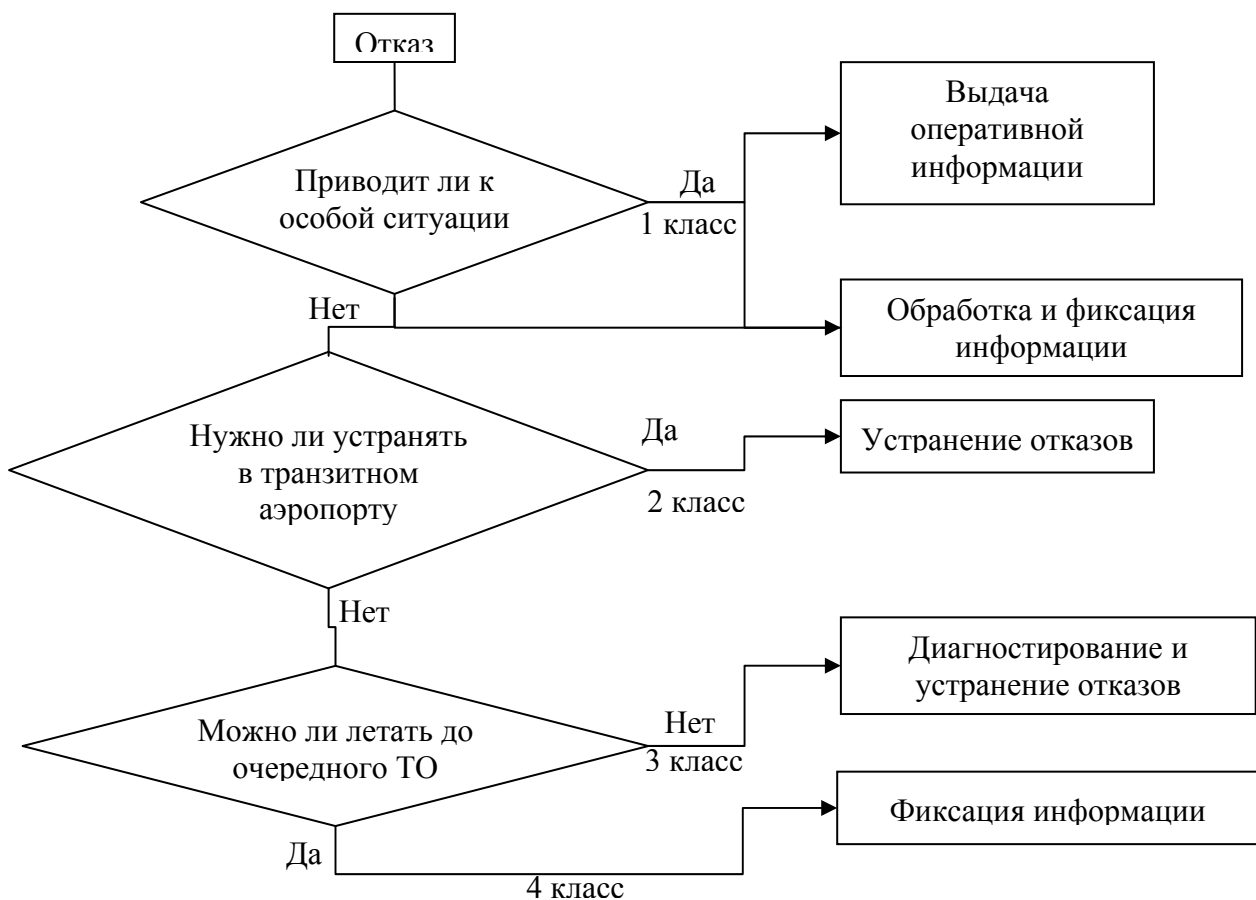 Отказ
Выдача
оперативной
информации
Приводит ли к
особой ситуации
Да
1 класс
Нет
Обработка и фиксация
информации
Нужно ли устранять
в транзитном
аэропорту
Да
2 класс
Устранение отказов
Нет
Диагностирование и
устранение отказов
Можно ли летать до
очередного ТО
Нет
3 класс
Фиксация информации
Да
4 класс